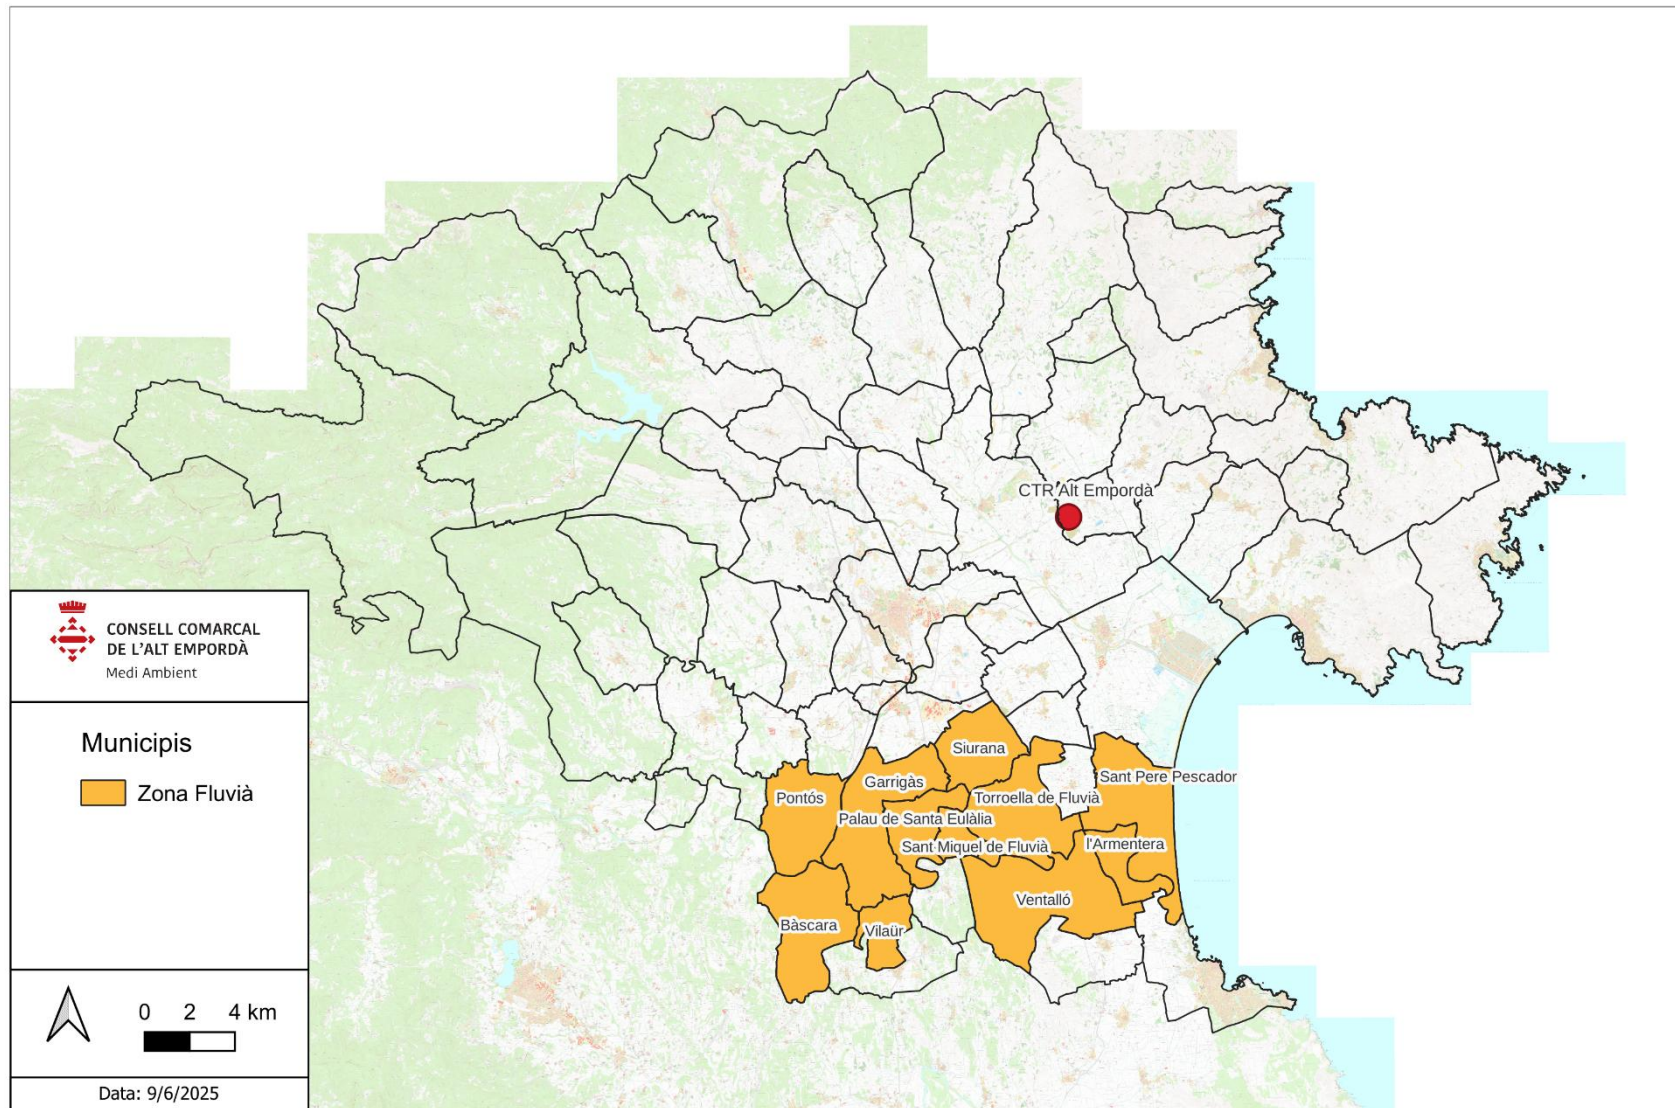 CTR Alt Empordà
CONSELL COMARCAL
DE L'ALT EMPORDÀ
Medi Ambient
Municipis
Zona Fluvià
0 2 4 km
Data: 9/6/2025
Siurana
Sant Pere Pescador
Garrigàs
Pontós
Torroella de Fluvià
Palau de Santa Eulàlia
Sant Miquel de Fluvià
l'Armentera
Ventalló
Bàscara
Vilaür